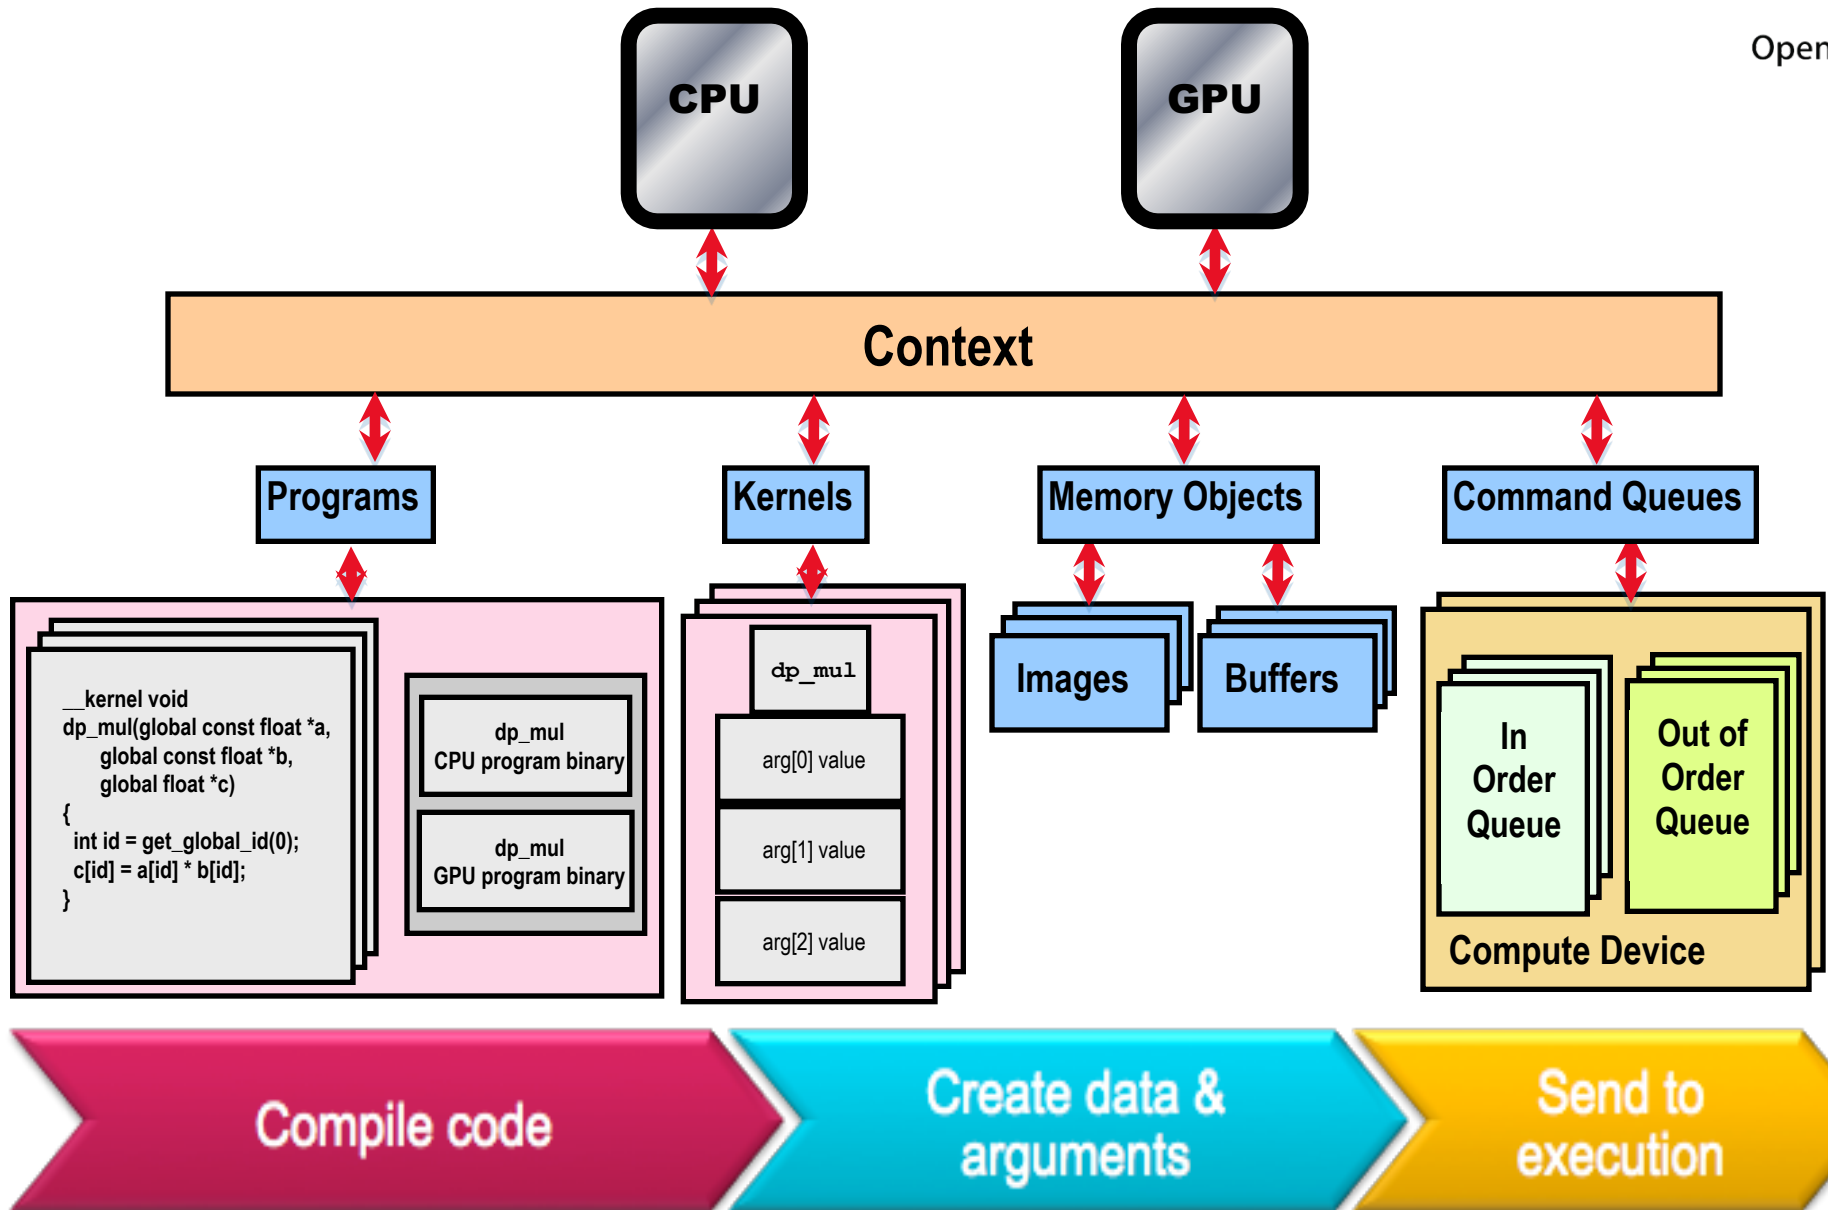 Open
CPU
GPU
Context
Programs
Kernels
Memory Objects
Command Queues
__kernel void
dp_mul(global const float *a,
global const float *b,
global float *c)
{
int id = get_global_id(0);
c[id] = a[id] * b[id];
}
dp_mul
CPU program binary
dp_mul
GPU program binary
dp_mul
arg[0] value
arg[1] value
arg[2] value
Images
Buffers
In
Order
Queue
Out of
Order
Queue
Compute Device
Compile code
Create data &
arguments
Send to
execution